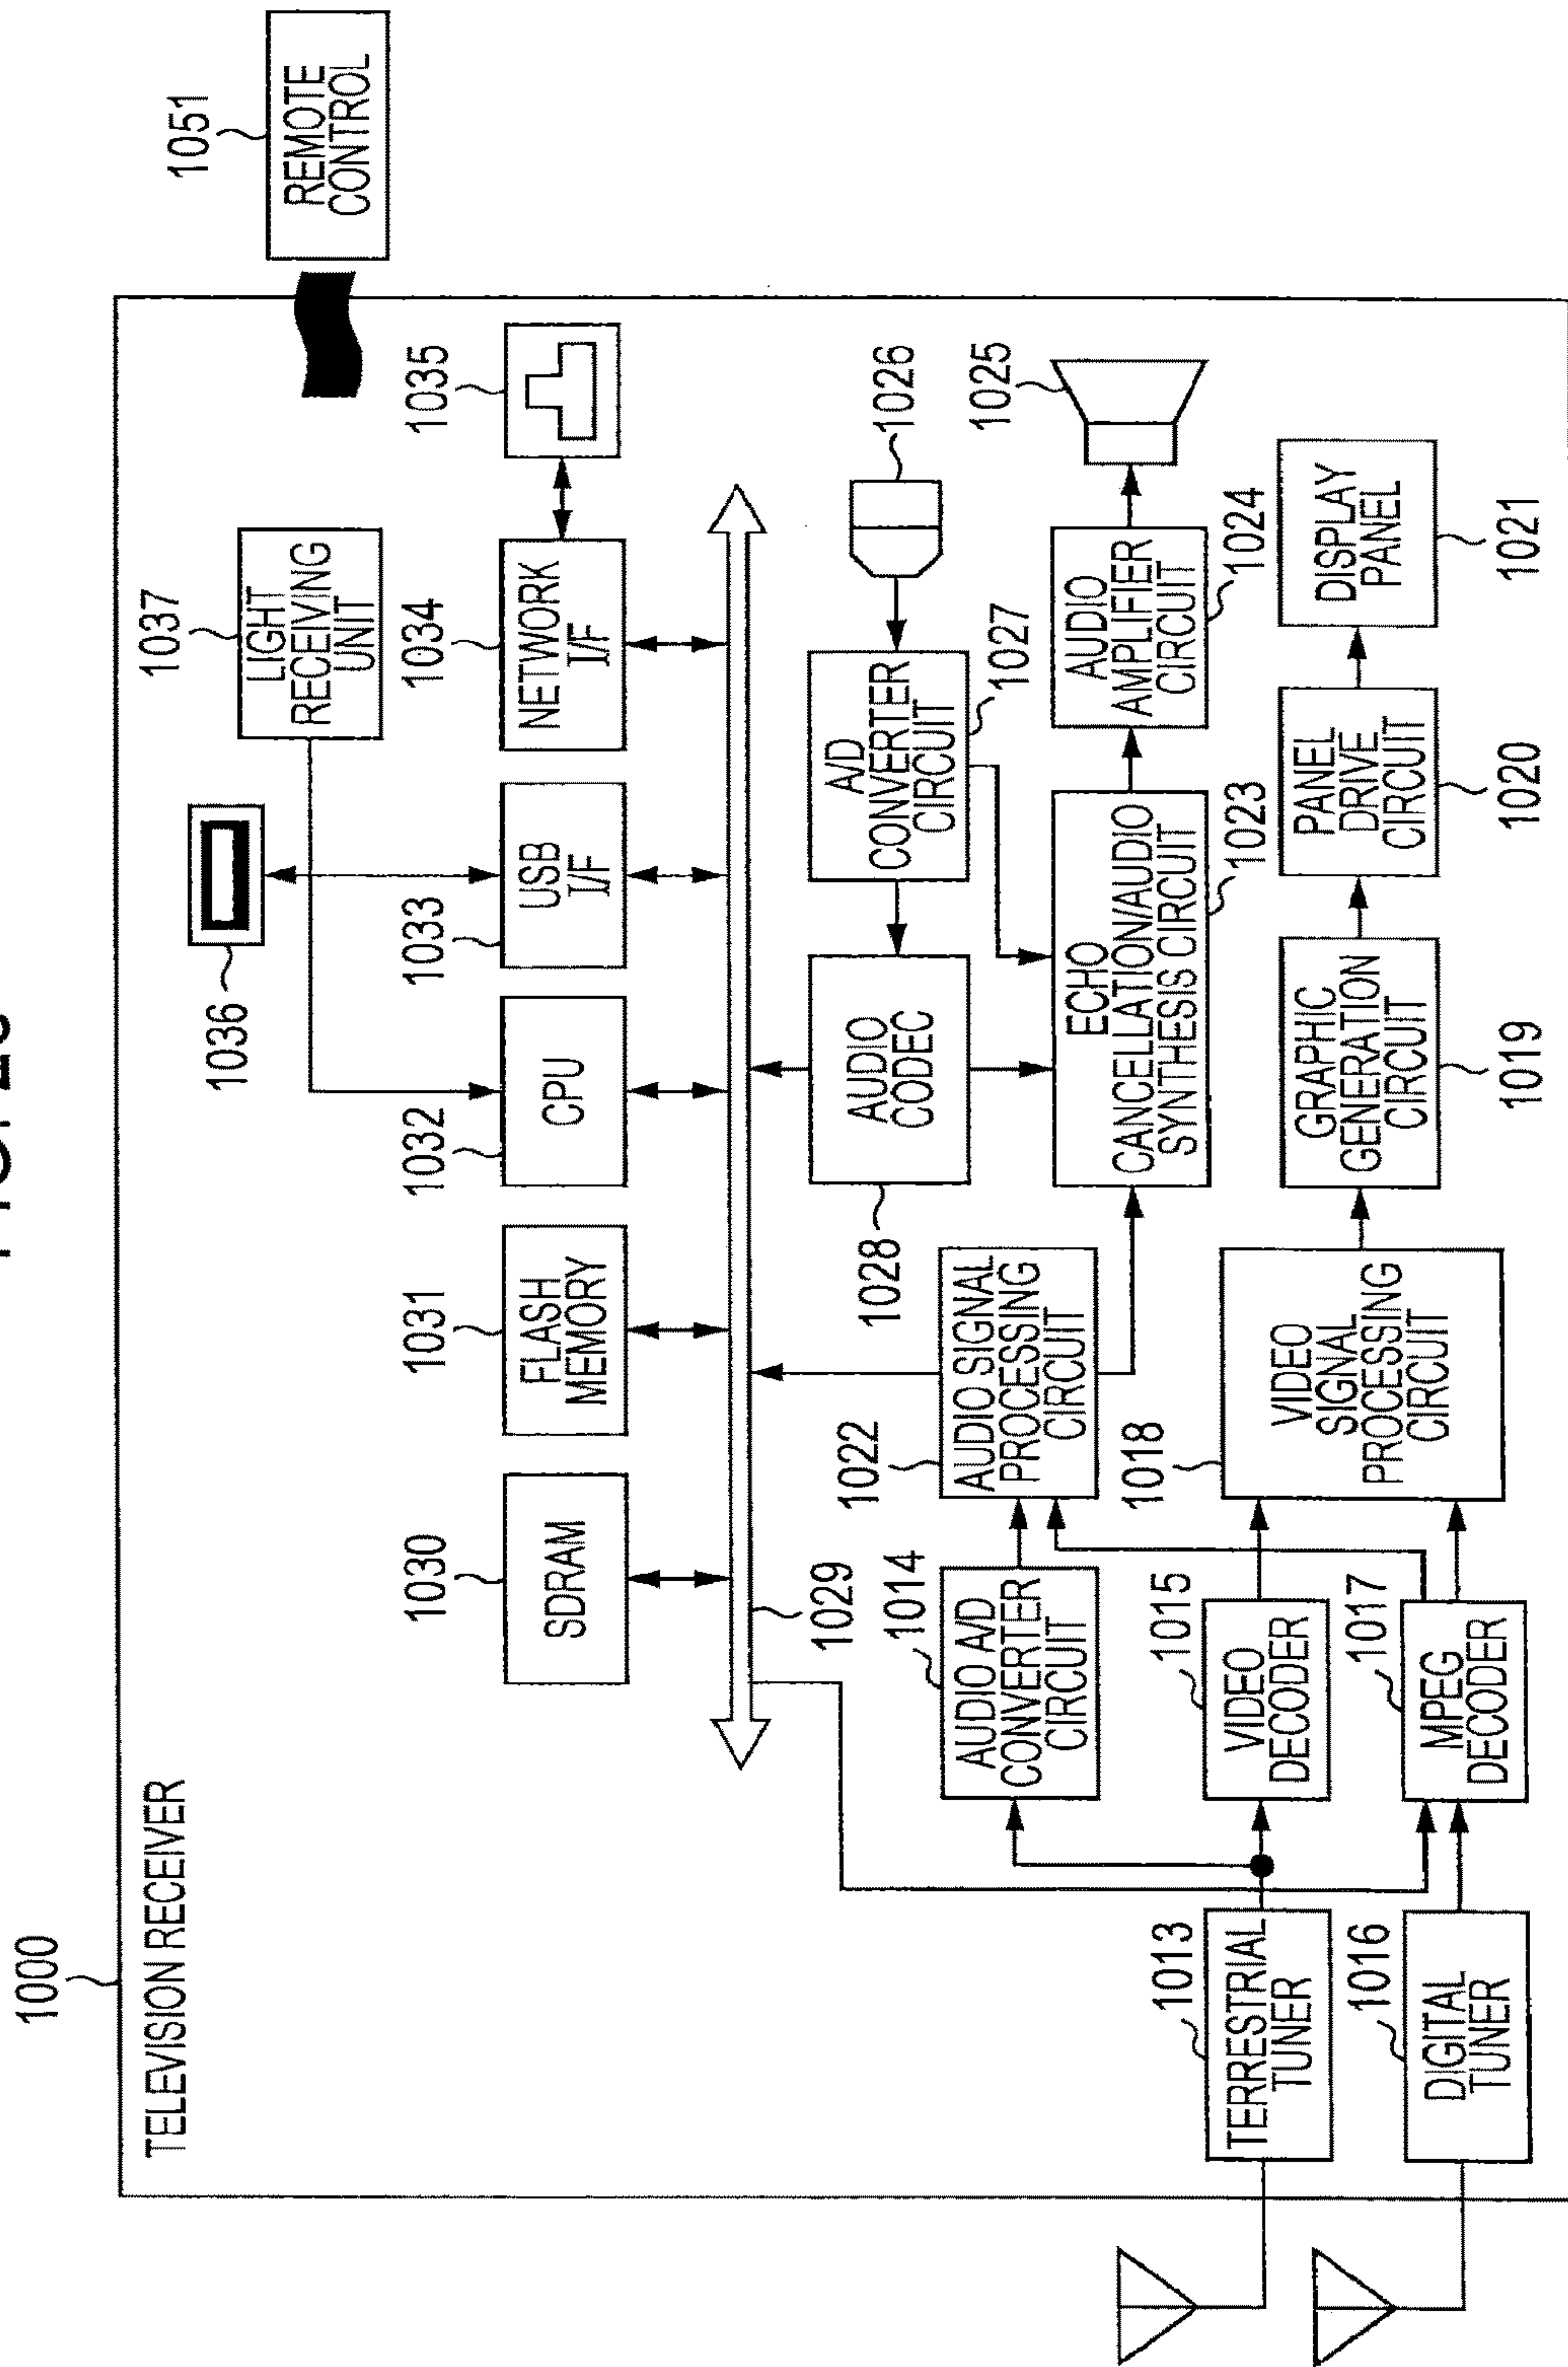 1000
TELEVISION RECEIVER
1051
REMOTE
CONTROL
1036
1037
LIGHT
RECEIVING
UNIT
1030
SDRAM
1031
FLASH
MEMORY
1032
CPU
1033
USB
I/F
1034
NETWORK
I/F
1035
1029
1028
AUDIO
CODEC
A/D
CONVERTER
CIRCUIT
1027
1026
1014
AUDIO A/D
CONVERTER
CIRCUIT
1022
AUDIO SIGNAL
PROCESSING
CIRCUIT
ECHO
CANCELLATION/AUDIO
SYNTHESIS CIRCUIT
1023
AUDIO
AMPLIFIER
CIRCUIT
1024
1025
1013
TERRESTRIAL
TUNER
1015
VIDEO
DECODER
1018
VIDEO
SIGNAL
PROCESSING
CIRCUIT
GRAPHIC
GENERATION
CIRCUIT
1019
PANEL
DRIVE
CIRCUIT
1020
DISPLAY
PANEL
1021
1016
DIGITAL
TUNER
1017
MPEG
DECODER